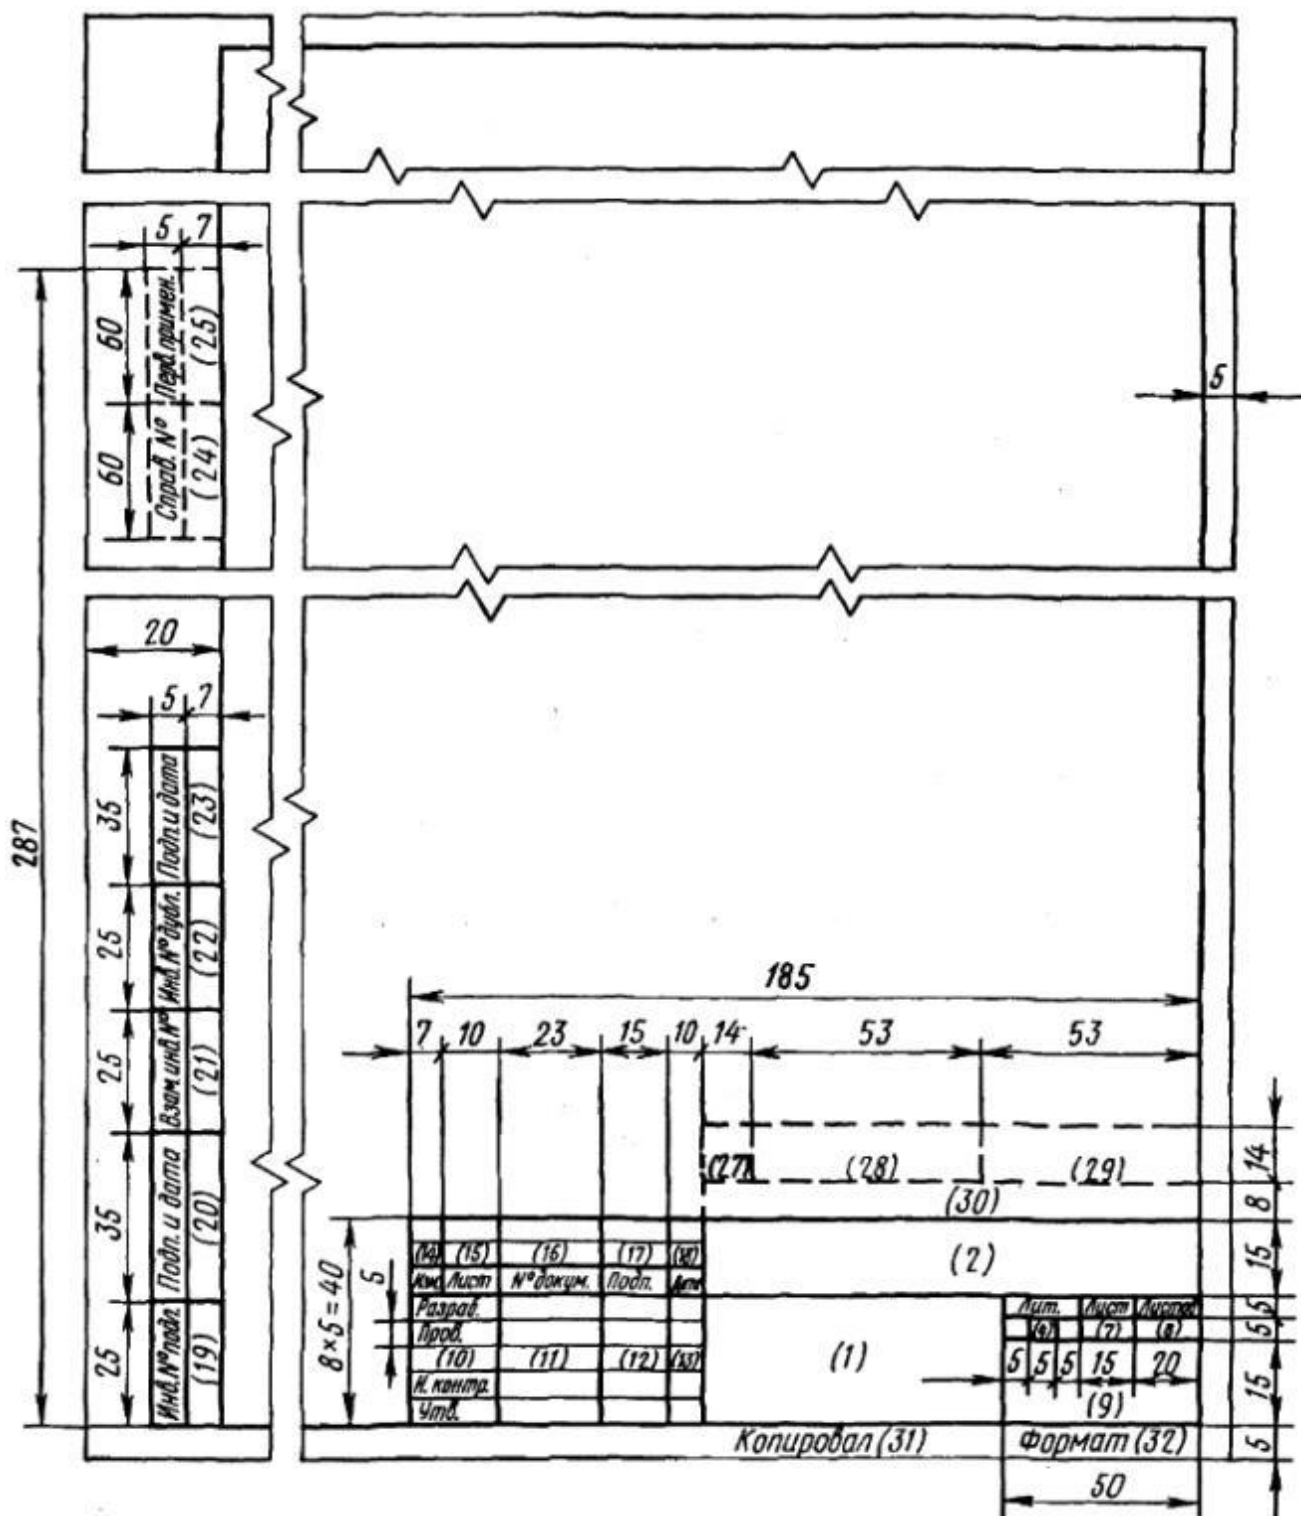 5 7
60
Перв. примен.
(25)
5
60
Справ. №
(24)
287
20
5 7
35
Подп. и дата
(23)
25
Инв. № дубл.
(22)
25
Взам. инв. №
(21)
35
Подп. и дата
(20)
25
Инв. № подл.
(19)
185
7 10 23 15 10 14 53 53
(27) (28) (29)
14
(30)
8
(14) (15) (16) (17) (18)
(2)
15
Изм. Лист № докум. Подп. Дата
8×5=40
5
Разраб.
Лит. Лист Листов
5
Пров.
(4) (7) (8)
5
(10) (11) (12) (13)
(1)
5 5 5 15 20
15
Н. контр.
(9)
Утв.
Копировал (31) Формат (32)
5
50